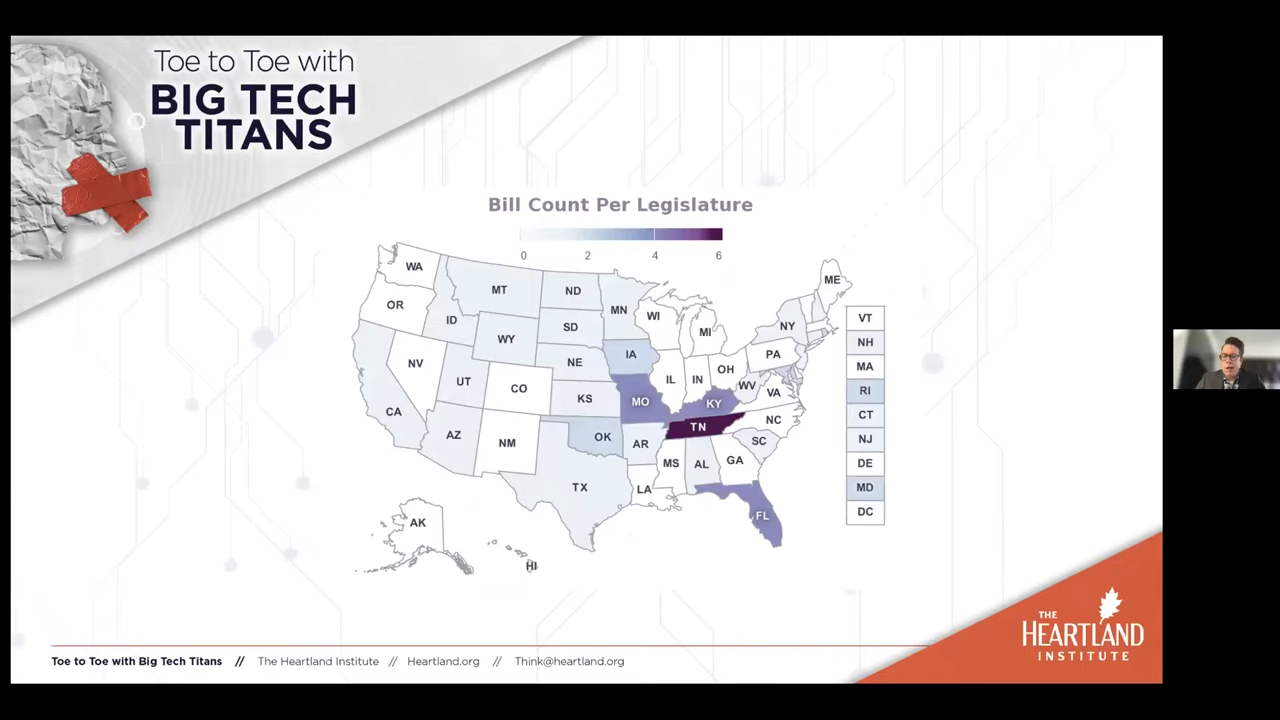 Toe to Toe with
BIG TECH
TITANS
Bill Count Per Legislature
0 2 4 6
WA
OR
CA
NV
ID
MT
WY
UT
AZ
CO
NM
ND
SD
NE
KS
OK
TX
MN
IA
MO
AR
LA
WI
IL
MI
IN
OH
KY
TN
MS
AL
GA
FL
SC
NC
VA
WV
PA
NY
ME
AK
HI
VT
NH
MA
RI
CT
NJ
DE
MD
DC
THE
HEARTLAND
INSTITUTE
Toe to Toe with Big Tech Titans // The Heartland Institute // Heartland.org // Think@heartland.org